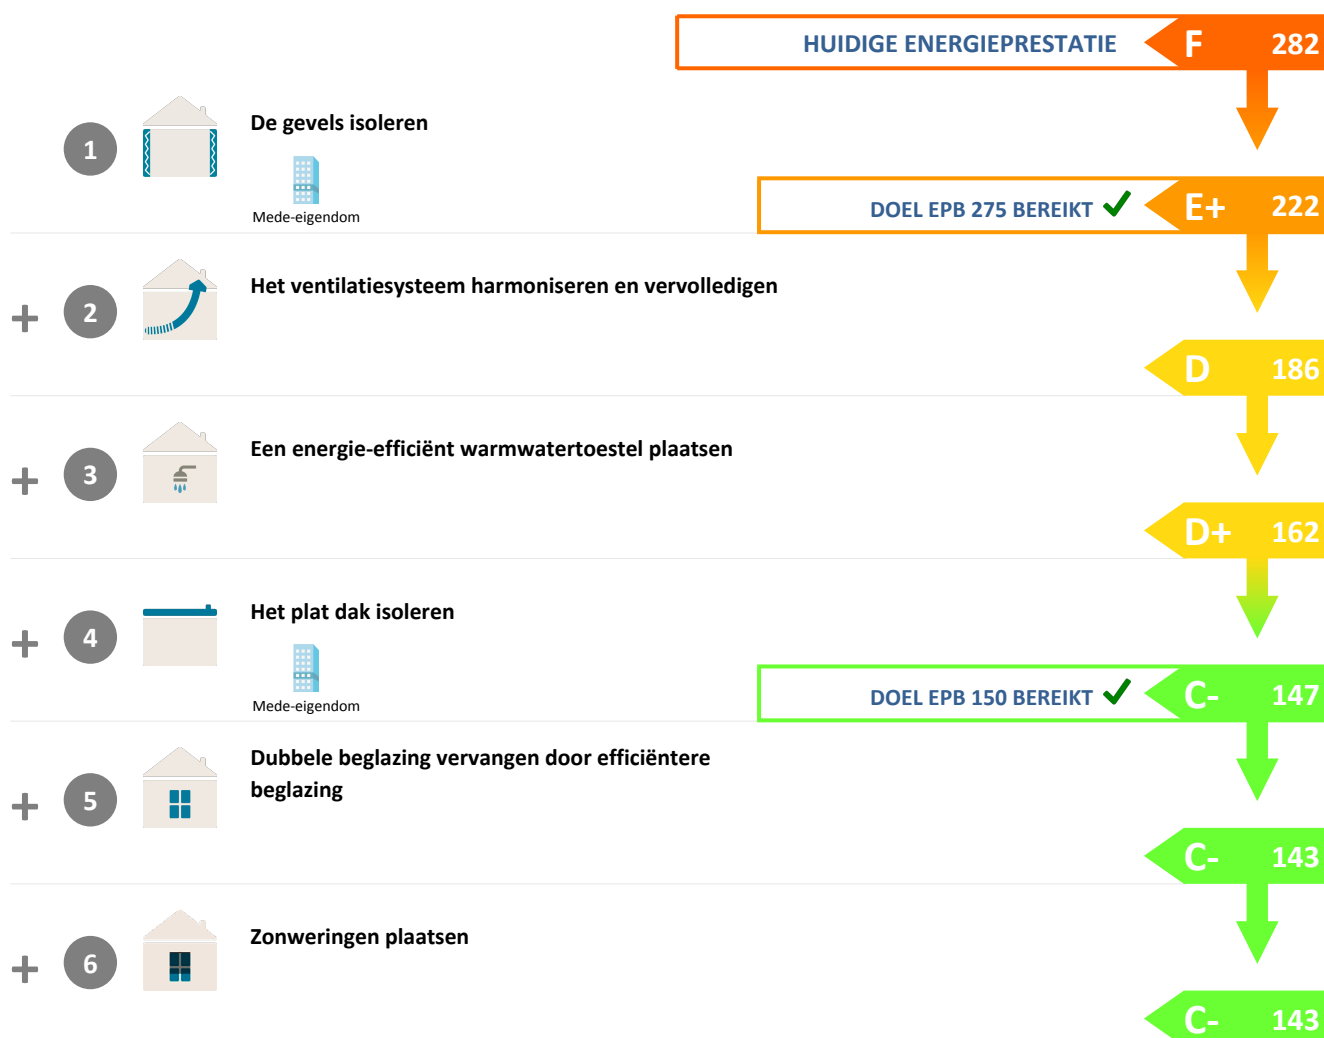 HUIDIGE ENERGIEPRESTATIE F 282
1 De gevels isoleren
Mede-eigendom
DOEL EPB 275 BEREIKT ✓ E+ 222
+ 2 Het ventilatiesysteem harmoniseren en vervolledigen
D 186
+ 3 Een energie-efficiënt warmwatertoestel plaatsen
D+ 162
+ 4 Het plat dak isoleren
Mede-eigendom
DOEL EPB 150 BEREIKT ✓ C- 147
+ 5 Dubbele beglazing vervangen door efficiëntere
beglazing
C- 143
+ 6 Zonweringen plaatsen
C- 143